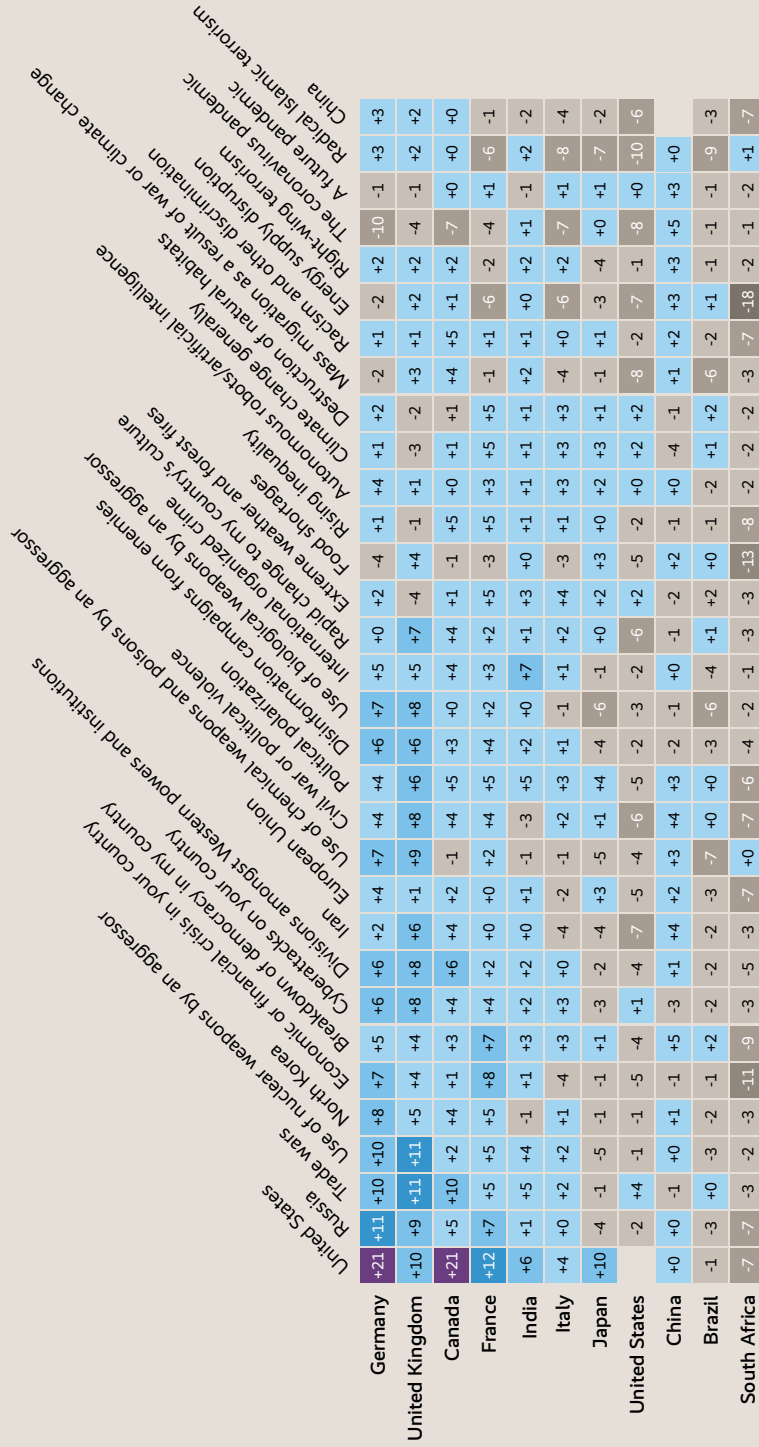 United States
Russia
Trade wars
Use of nuclear weapons by an aggressor
North Korea
Economic or financial crisis in your country
Breakdown of democracy in my country
Cyberattacks on your country
Divisions amongst Western powers and institutions
Iran
European Union
Use of chemical weapons and poisons by an aggressor
Civil war or political violence
Political polarization
Disinformation campaigns from enemies
Use of biological weapons by an aggressor
International organized crime
Rapid change to my country's culture
Extreme weather and forest fires
Food shortages
Rising inequality
Autonomous robots/artificial intelligence
Climate change generally
Destruction of natural habitats
Mass migration as a result of war or climate change
Racism and other discrimination
Energy supply disruption
Right-wing terrorism
The coronavirus pandemic
A future pandemic
Radical Islamic terrorism
China
Germany +21 +11 +10 +10 +8 +7 +5 +6 +6 +2 +4 +7 +4 +4 +6 +7 +5 +0 +2 -4 +1 +4 +1 +2 -2 +1 -2 +2 -10 -1 +3 +3
United Kingdom +10 +9 +11 +11 +5 +4 +4 +8 +8 +6 +1 +9 +8 +6 +6 +8 +5 +7 -4 +4 -1 +1 -3 -2 +3 +1 +2 +2 -4 -1 +2 +2
Canada +21 +5 +10 +2 +4 +1 +3 +4 +6 +4 +2 -1 +4 +5 +3 +0 +4 +4 +1 -1 +5 +0 +1 +1 +4 +5 +1 +2 -7 +0 +0 +0
France +12 +7 +5 +5 +5 +8 +7 +4 +2 +0 +0 +2 +4 +5 +4 +2 +3 +2 +5 -3 +5 +3 +5 +5 -1 +1 -6 -2 -4 +1 -6 -1
India +6 +1 +5 +4 -1 +1 +3 +2 +2 +0 +1 -1 -3 +5 +2 +0 +7 +1 +3 +0 +1 +1 +1 +1 +2 +1 +0 +2 +1 -1 +2 -2
Italy +4 +0 +2 +2 +1 -4 +3 +3 +0 -4 -2 -1 +2 +3 +1 -1 +1 +2 +4 -3 +1 +3 +3 +3 -4 +0 -6 +2 -7 +1 -8 -4
Japan +10 -4 -1 -5 -1 -1 +1 -3 -2 -4 +3 -5 +1 +4 -4 -6 -1 +0 +2 +3 +0 +2 +3 +1 -1 +1 -3 -4 +0 +1 -7 -2
United States -2 +4 -1 -1 -5 -4 +1 -4 -7 -5 -4 -6 -5 -2 -3 -2 -6 +2 -5 -2 +0 +2 +2 -8 -2 -7 -1 -8 +0 -10 -6
China +0 +0 -1 +0 +1 -1 +5 -3 +1 +4 +2 +3 +4 +3 -2 -1 +0 -1 -2 +2 -1 +0 -4 -1 +1 +2 +3 +3 +5 +3 +0
Brazil -1 -3 +0 -3 -2 -1 +2 -2 -2 -2 -3 -7 +0 +0 -3 -6 -4 +1 +2 +0 -1 -2 +1 +2 -6 -2 +1 -1 -1 -1 -9 -3
South Africa -7 -7 -3 -2 -3 -11 -9 -3 -5 -3 -7 +0 -7 -6 -4 -2 -1 -3 -3 -13 -8 -2 -2 -2 -3 -7 -18 -2 -1 -2 +1 -7